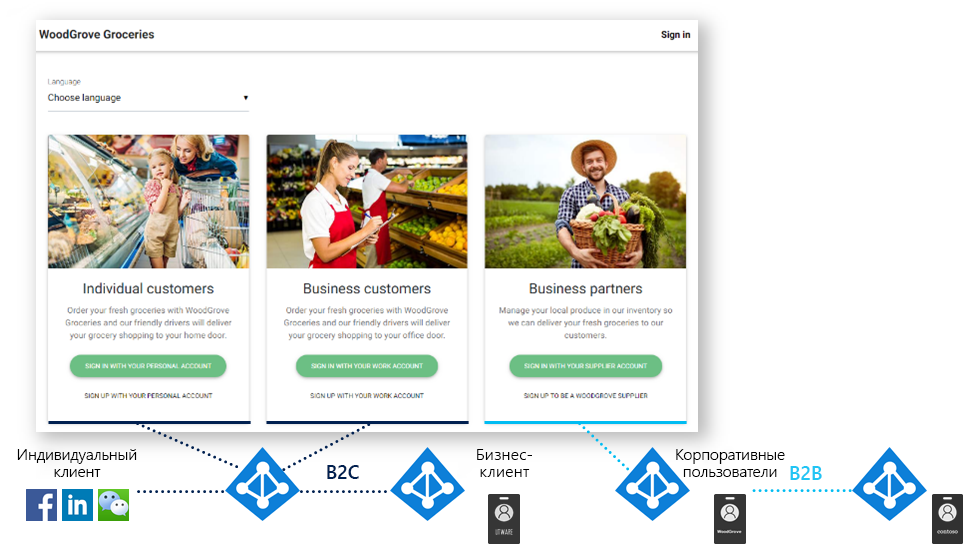 WoodGrove Groceries
Sign in
Language
Choose language
Individual customers
Order your fresh groceries with WoodGrove
Groceries and our friendly drivers will deliver
your grocery shopping to your home door.
SIGN IN WITH YOUR PERSONAL ACCOUNT
SIGN UP WITH YOUR PERSONAL ACCOUNT
Business customers
Order your fresh groceries with WoodGrove
Groceries and our friendly drivers will deliver
your grocery shopping to your office door.
SIGN IN WITH YOUR WORK ACCOUNT
SIGN UP WITH YOUR WORK ACCOUNT
Business partners
Manage your local produce in our inventory so
we can deliver your fresh groceries to our
customers.
SIGN IN WITH YOUR SUPPLIER ACCOUNT
SIGN UP TO BE A WOODGROVE SUPPLIER
Индивидуальный
клиент
f
in
B2C
Бизнес-
клиент
Корпоративные
пользователи
WoodGrove
B2B
contoso